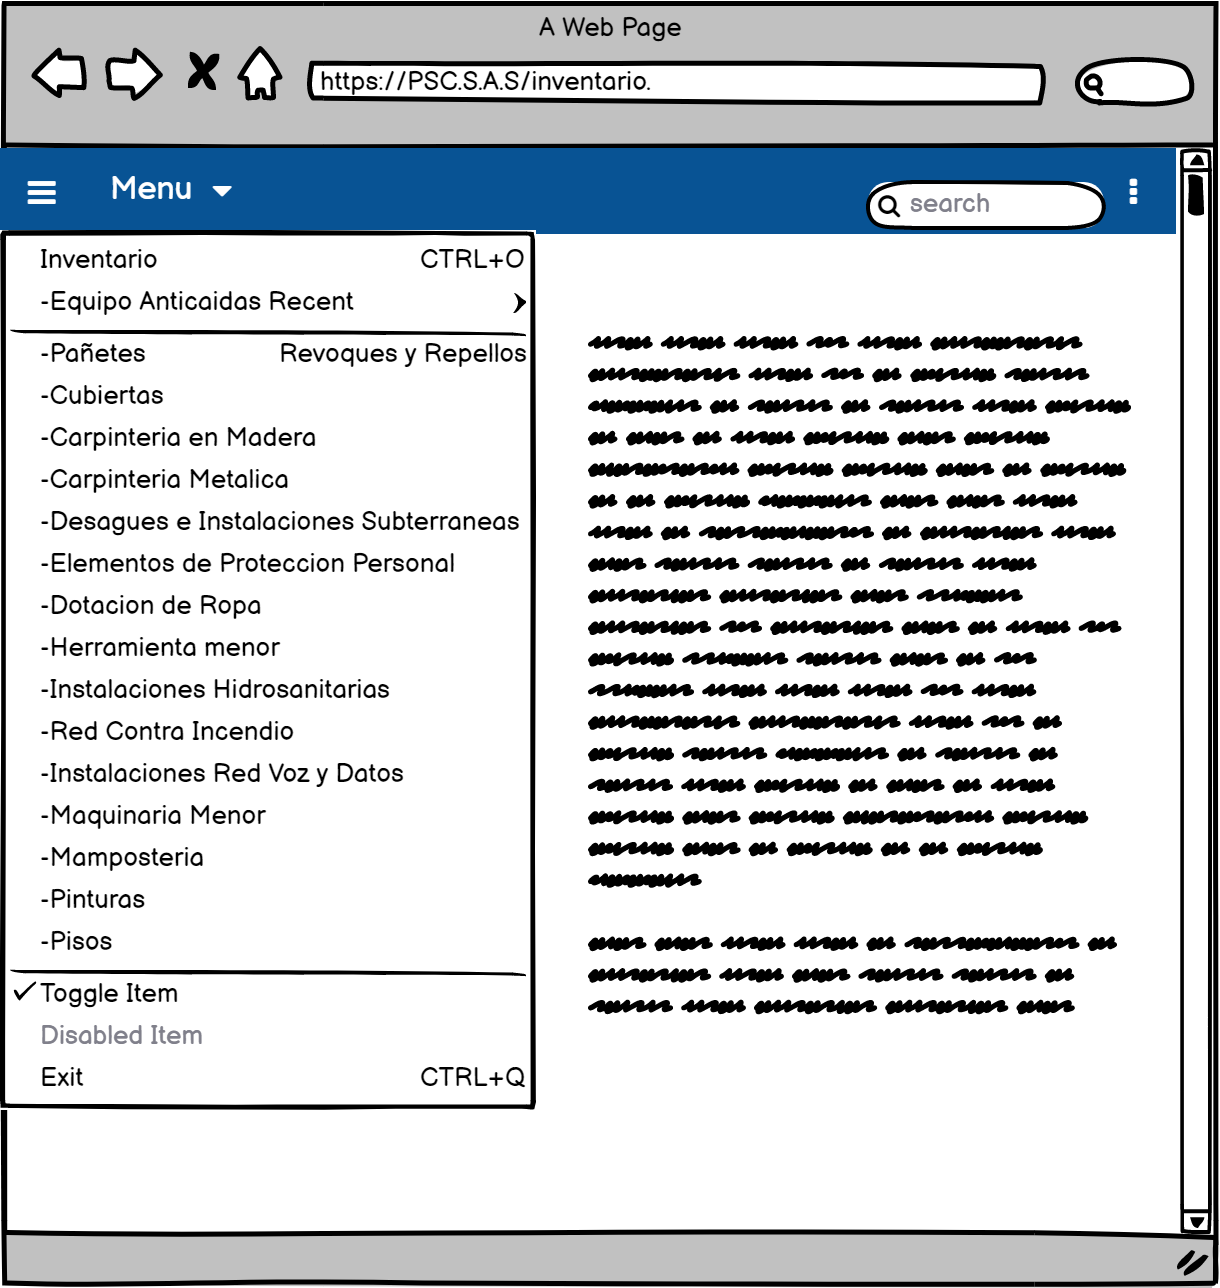 A Web Page
https://PSC.S.A.S/inventario.
Menu
search
Inventario CTRL+O
-Equipo Anticaidas Recent
-Pañetes Revoques y Repellos
-Cubiertas
-Carpinteria en Madera
-Carpinteria Metalica
-Desagues e Instalaciones Subterraneas
-Elementos de Proteccion Personal
-Dotacion de Ropa
-Herramienta menor
-Instalaciones Hidrosanitarias
-Red Contra Incendio
-Instalaciones Red Voz y Datos
-Maquinaria Menor
-Mamposteria
-Pinturas
-Pisos
Toggle Item
Disabled Item
Exit CTRL+Q